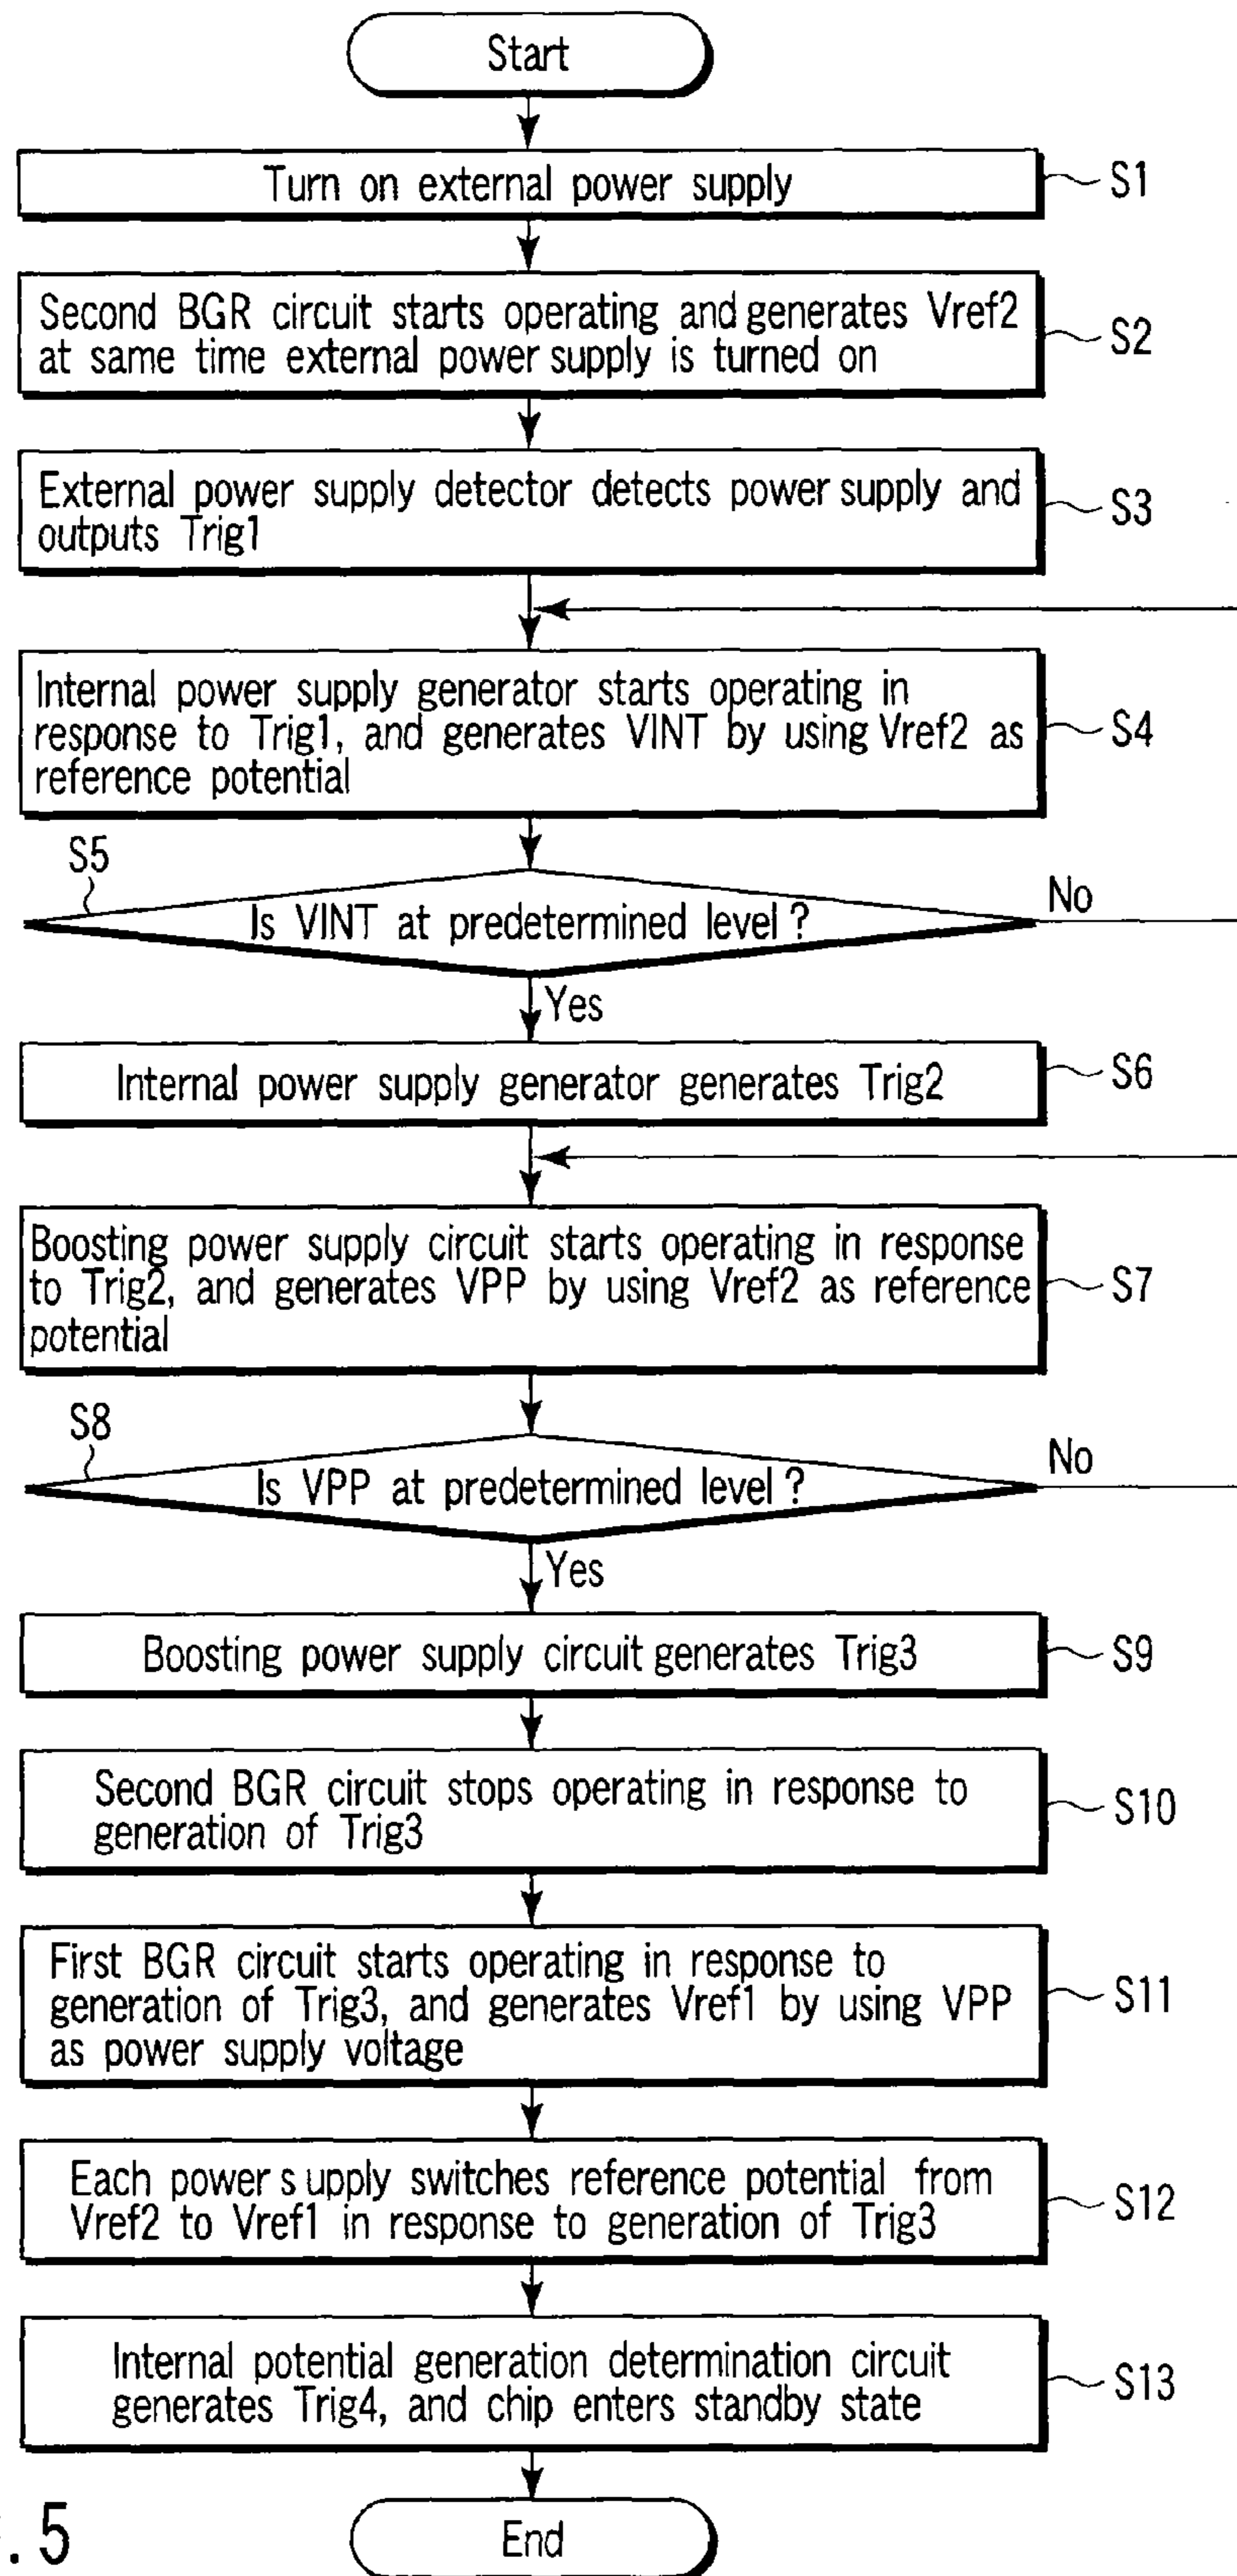 Start
Turn on external power supply
S1
Second BGR circuit starts operating and generates Vref2
at same time external power supply is turned on
S2
External power supply detector detects power supply and
outputs Trig1
S3
Internal power supply generator starts operating in
response to Trig1, and generates VINT by using Vref2 as
reference potential
S4
S5
Is VINT at predetermined level?
No
Yes
Internal power supply generator generates Trig2
S6
Boosting power supply circuit starts operating in response
to Trig2, and generates VPP by using Vref2 as reference
potential
S7
S8
Is VPP at predetermined level?
No
Yes
Boosting power supply circuit generates Trig3
S9
Second BGR circuit stops operating in response to
generation of Trig3
S10
First BGR circuit starts operating in response to
generation of Trig3, and generates Vref1 by using VPP
as power supply voltage
S11
Each power supply switches reference potential from
Vref2 to Vref1 in response to generation of Trig3
S12
Internal potential generation determination circuit
generates Trig4, and chip enters standby state
S13
End
. 5